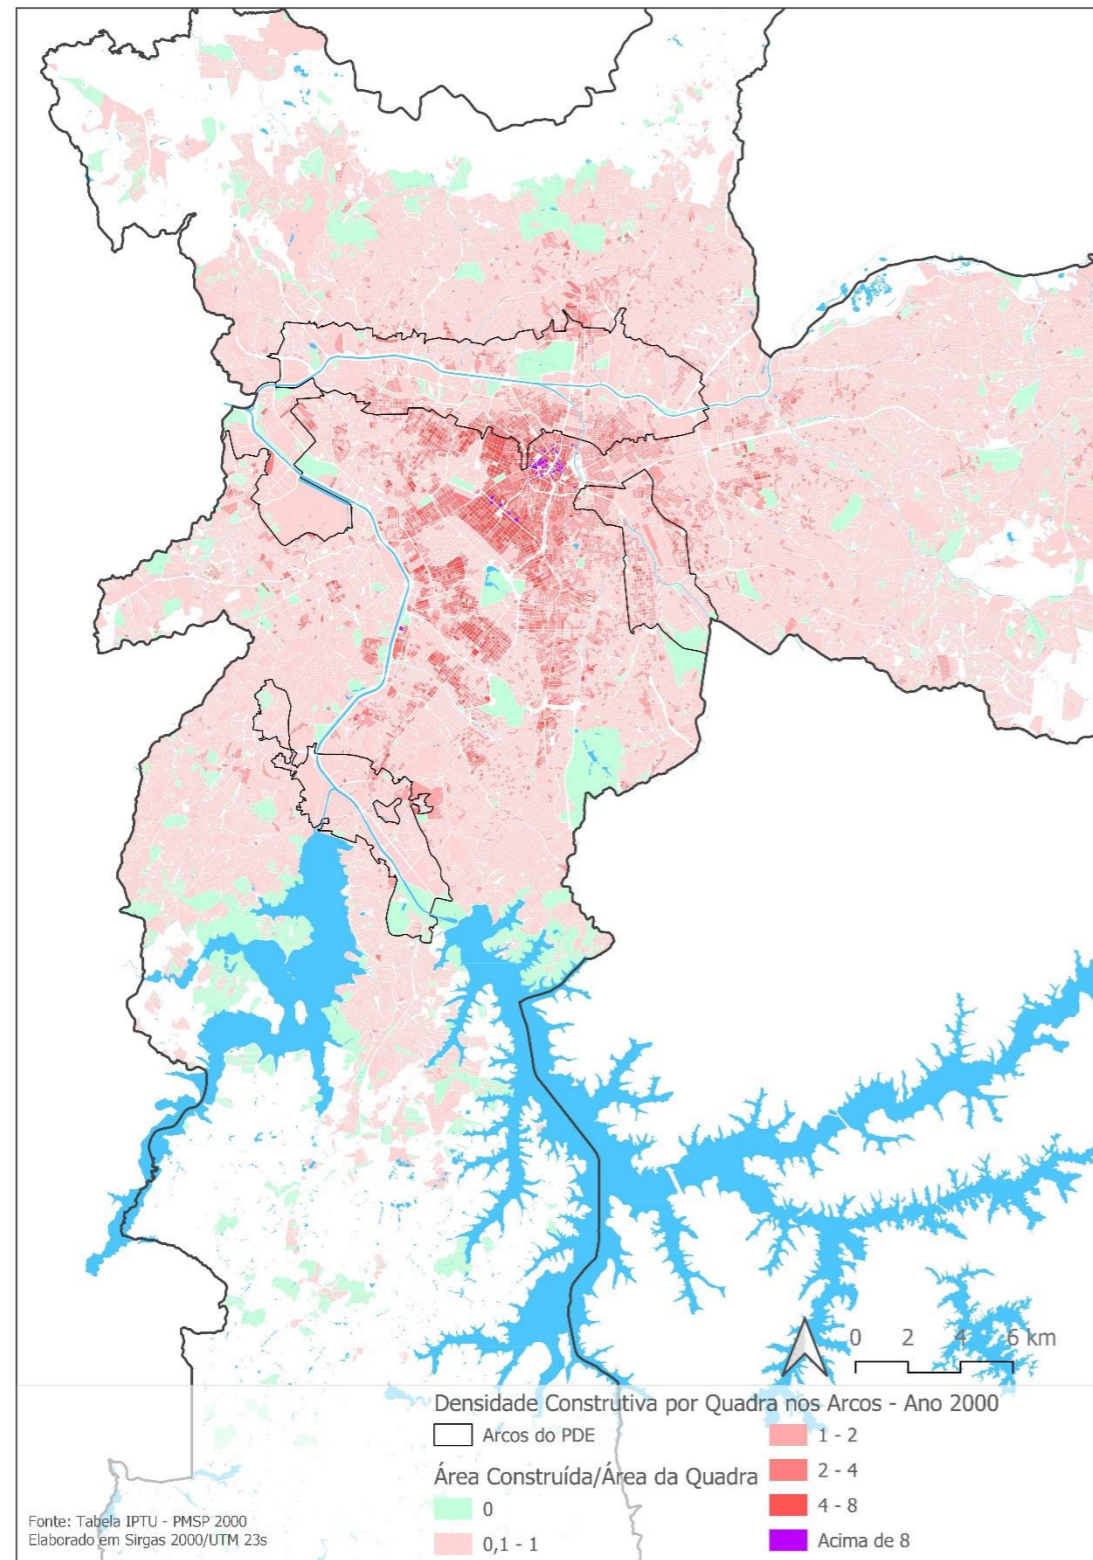 0 2 4 6 km
Densidade Construtiva por Quadra nos Arcos - Ano 2000
Arcos do PDE
Área Construída/Área da Quadra
0
0,1 - 1
1 - 2
2 - 4
4 - 8
Acima de 8
Fonte: Tabela IPTU - PMSP 2000
Elaborado em Sirgas 2000/UTM 23s